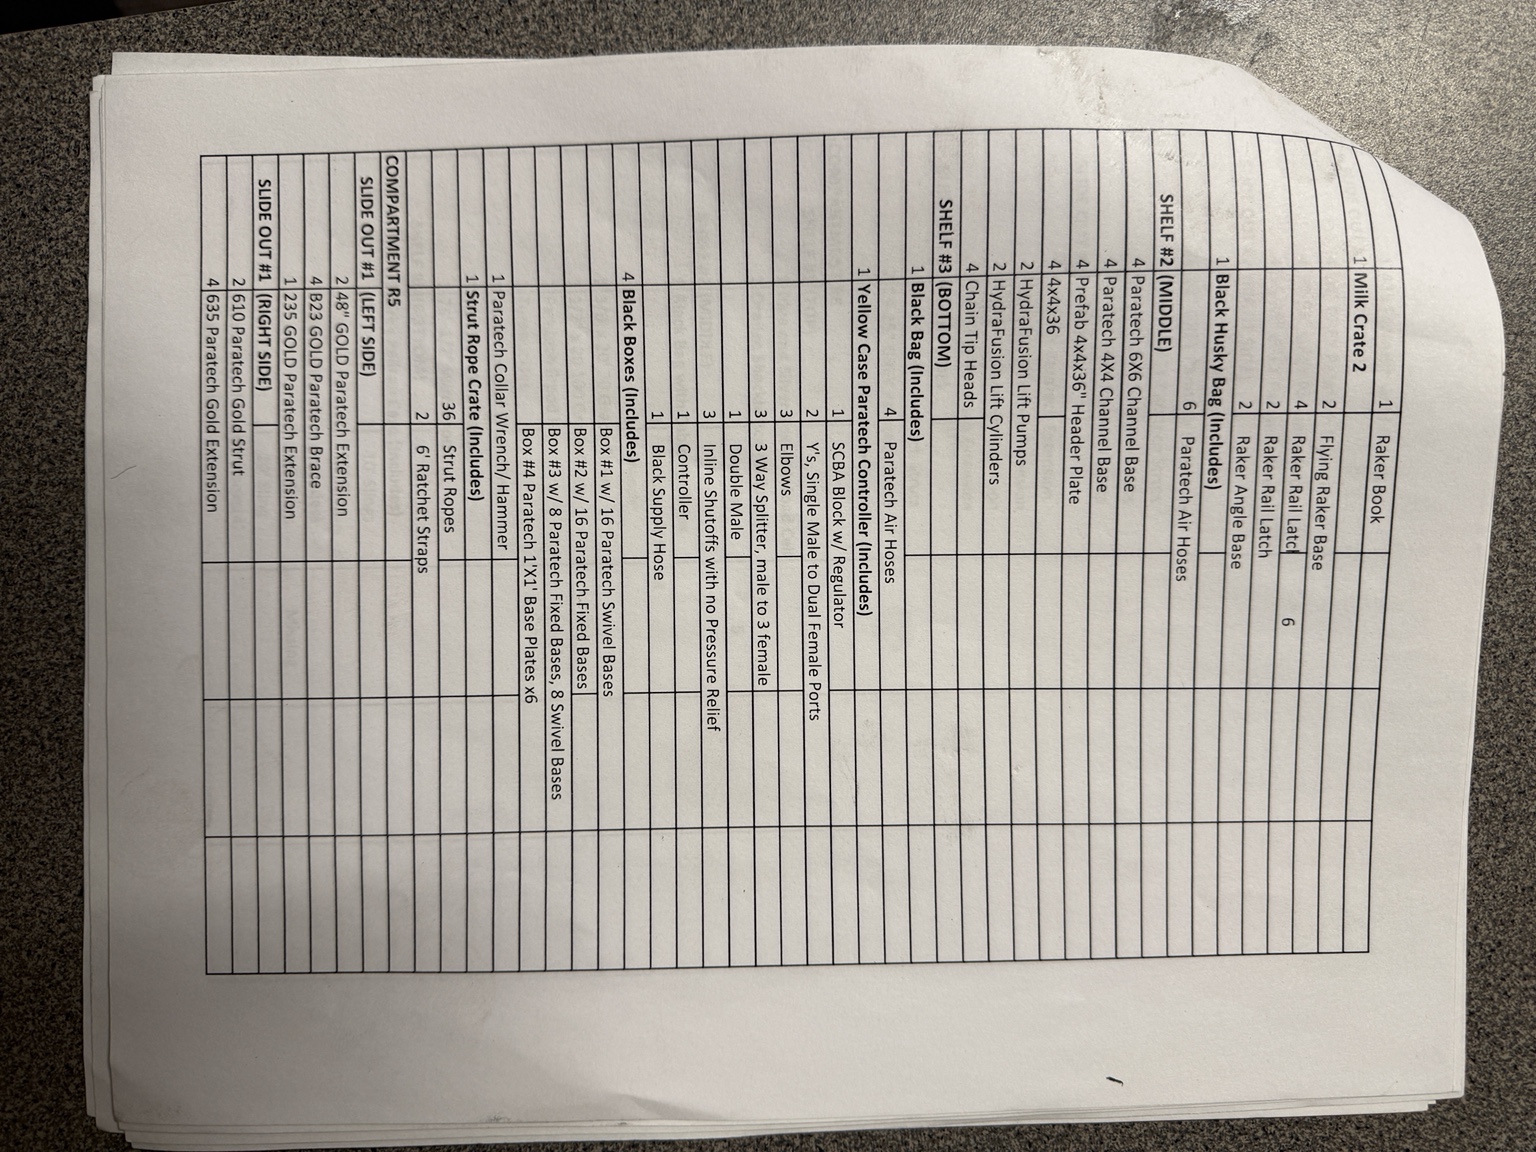 1 Raker Book
1 Milk Crate 2
2 Flying Raker Base
4 Raker Rail Latcl 6
2 Raker Rail Latch
2 Raker Angle Base
1 Black Husky Bag (Includes)
6 Paratech Air Hoses
SHELF #2 (MIDDLE)
4 Paratech 6X6 Channel Base
4 Paratech 4X4 Channel Base
4 Prefab 4x4x36" Header Plate
4 4x4x36
2 HydraFusion Lift Pumps
2 HydraFusion Lift Cylinders
4 Chain Tip Heads
SHELF #3 (BOTTOM)
1 Black Bag (Includes)
4 Paratech Air Hoses
1 Yellow Case Paratech Controller (Includes)
1 SCBA Block w/ Regulator
2 Y's, Single Male to Dual Female Ports
3 Elbows
3 3 Way Splitter, male to 3 female
1 Double Male
3 Inline Shutoffs with no Pressure Relief
1 Controller
1 Black Supply Hose
4 Black Boxes (Includes)
Box #1 w/ 16 Paratech Swivel Bases
Box #2 w/ 16 Paratech Fixed Bases
Box #3 w/ 8 Paratech Fixed Bases, 8 Swivel Bases
Box #4 Paratech 1'X1' Base Plates x6
1 Paratech Collar Wrench/ Hammer
1 Strut Rope Crate (Includes)
36 Strut Ropes
2 6' Ratchet Straps
COMPARTMENT R5
SLIDE OUT #1 (LEFT SIDE)
2 48" GOLD Paratech Extension
4 B23 GOLD Paratech Brace
1 235 GOLD Paratech Extension
SLIDE OUT #1 (RIGHT SIDE)
2 610 Paratech Gold Strut
4 635 Paratech Gold Extension